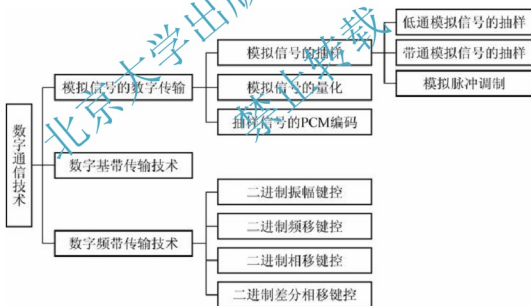 低通模拟信号的抽样
模拟信号的抽样
带通模拟信号的抽样
模拟信号的数字传输
模拟信号的量化
模拟脉冲调制
抽样信号的PCM编码
数字通信技术
数字基带传输技术
二进制振幅键控
二进制频移键控
数字频带传输技术
二进制相移键控
二进制差分相移键控
北京大学出版
禁止转载